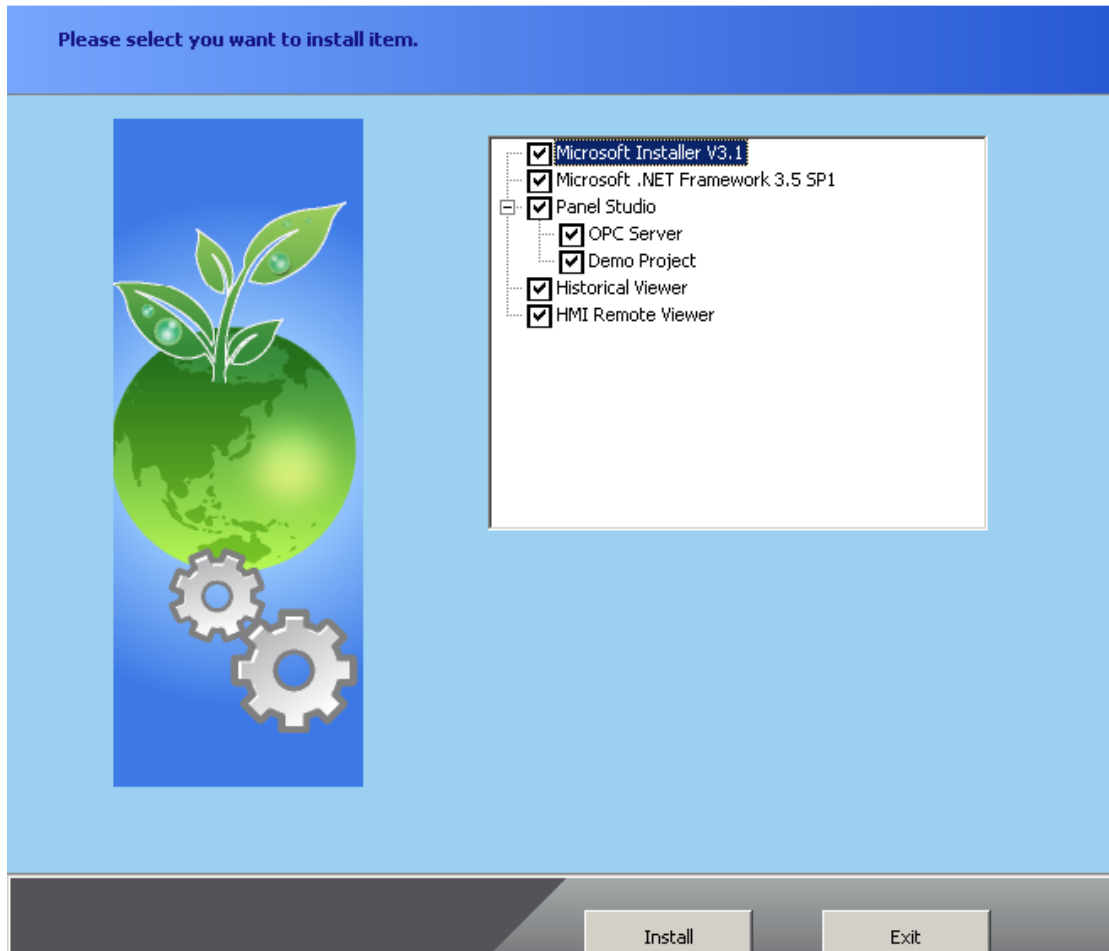 Please select you want to install item.
Microsoft Installer V3.1
Microsoft .NET Framework 3.5 SP1
Panel Studio
OPC Server
Demo Project
Historical Viewer
HMI Remote Viewer
Install
Exit